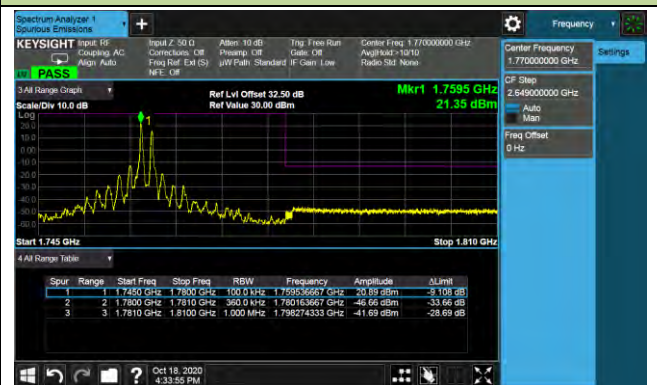 Spectrum Analyzer 1
Spurious Emissions
Frequency
KEYSIGHT Input: RF Input Z: 50 Ω Atten: 10 dB Trig: Free Run Center Freq: 1.770000000 GHz
Coupling: AC Corrections: Off Preamp: Off Gate: Off Avg|Hold:>10/10
Align: Auto Freq Ref: Ext (S) µW Path: Standard IF Gain: Low Radio Std: None
NFE: Off
PASS
Center Frequency
1.770000000 GHz
Settings
CF Step
2.649000000 GHz
Auto
Man
Freq Offset
0 Hz
3 All Range Graph
Ref Lvl Offset 32.50 dB
Mkr1 1.7595 GHz
Scale/Div 10.0 dB
Ref Value 30.00 dBm
21.35 dBm
Log
20.0
10.0
0.00
-10.0
-20.0
-30.0
-40.0
-50.0
-60.0
1
Start 1.745 GHz
Stop 1.810 GHz
4 All Range Table
Spur Range Start Freq Stop Freq RBW Frequency Amplitude ΔLimit
1 1 1.7450 GHz 1.7800 GHz 100.0 kHz 1.759536667 GHz 20.89 dBm -9.108 dB
2 2 1.7800 GHz 1.7810 GHz 360.0 kHz 1.780163667 GHz -46.66 dBm -33.66 dB
3 3 1.7810 GHz 1.8100 GHz 1.000 MHz 1.798274333 GHz -41.69 dBm -28.69 dB
?
Oct 18, 2020
4:33:55 PM